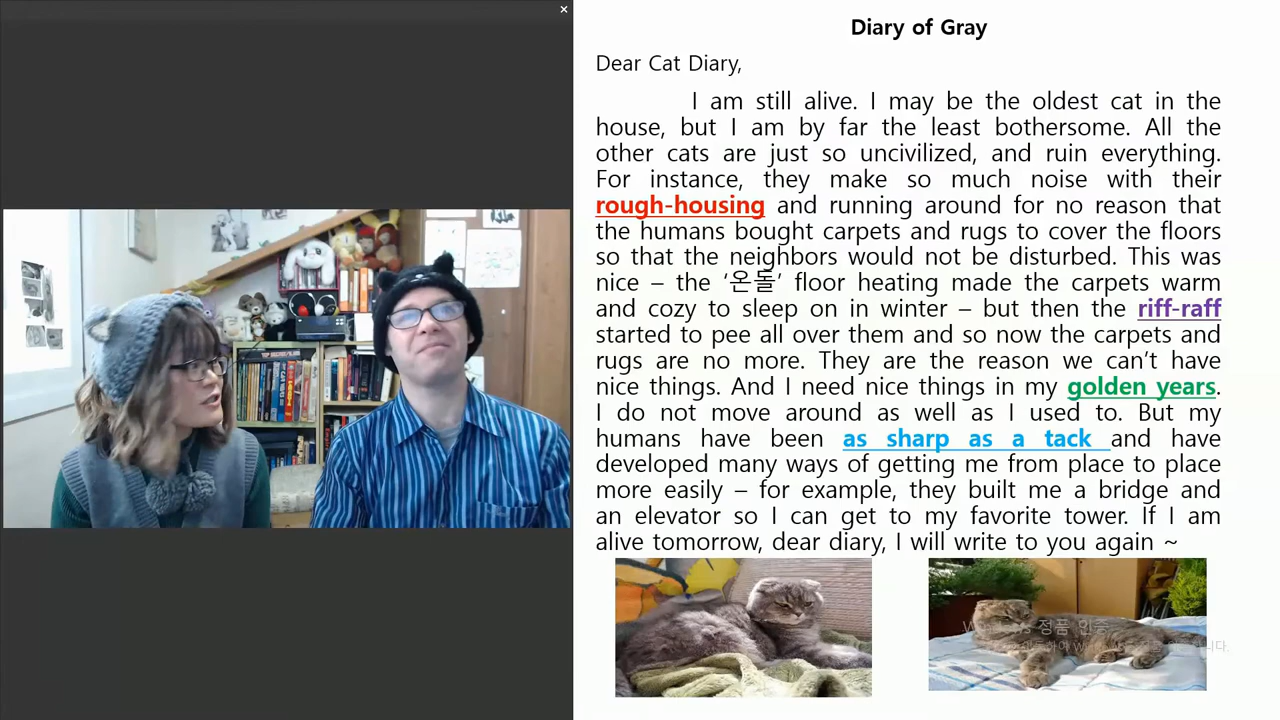 Diary of Gray
Dear Cat Diary,
I am still alive. I may be the oldest cat in the
house, but I am by far the least bothersome. All the
other cats are just so uncivilized, and ruin everything.
For instance, they make so much noise with their
rough-housing and running around for no reason that
the humans bought carpets and rugs to cover the floors
so that the neighbors would not be disturbed. This was
nice – the ‘온돌’ floor heating made the carpets warm
and cozy to sleep on in winter – but then the riff-raff
started to pee all over them and so now the carpets and
rugs are no more. They are the reason we can’t have
nice things. And I need nice things in my golden years.
I do not move around as well as I used to. But my
humans have been as sharp as a tack and have
developed many ways of getting me from place to place
more easily – for example, they built me a bridge and
an elevator so I can get to my favorite tower. If I am
alive tomorrow, dear diary, I will write to you again ~
Windows 정품 인증